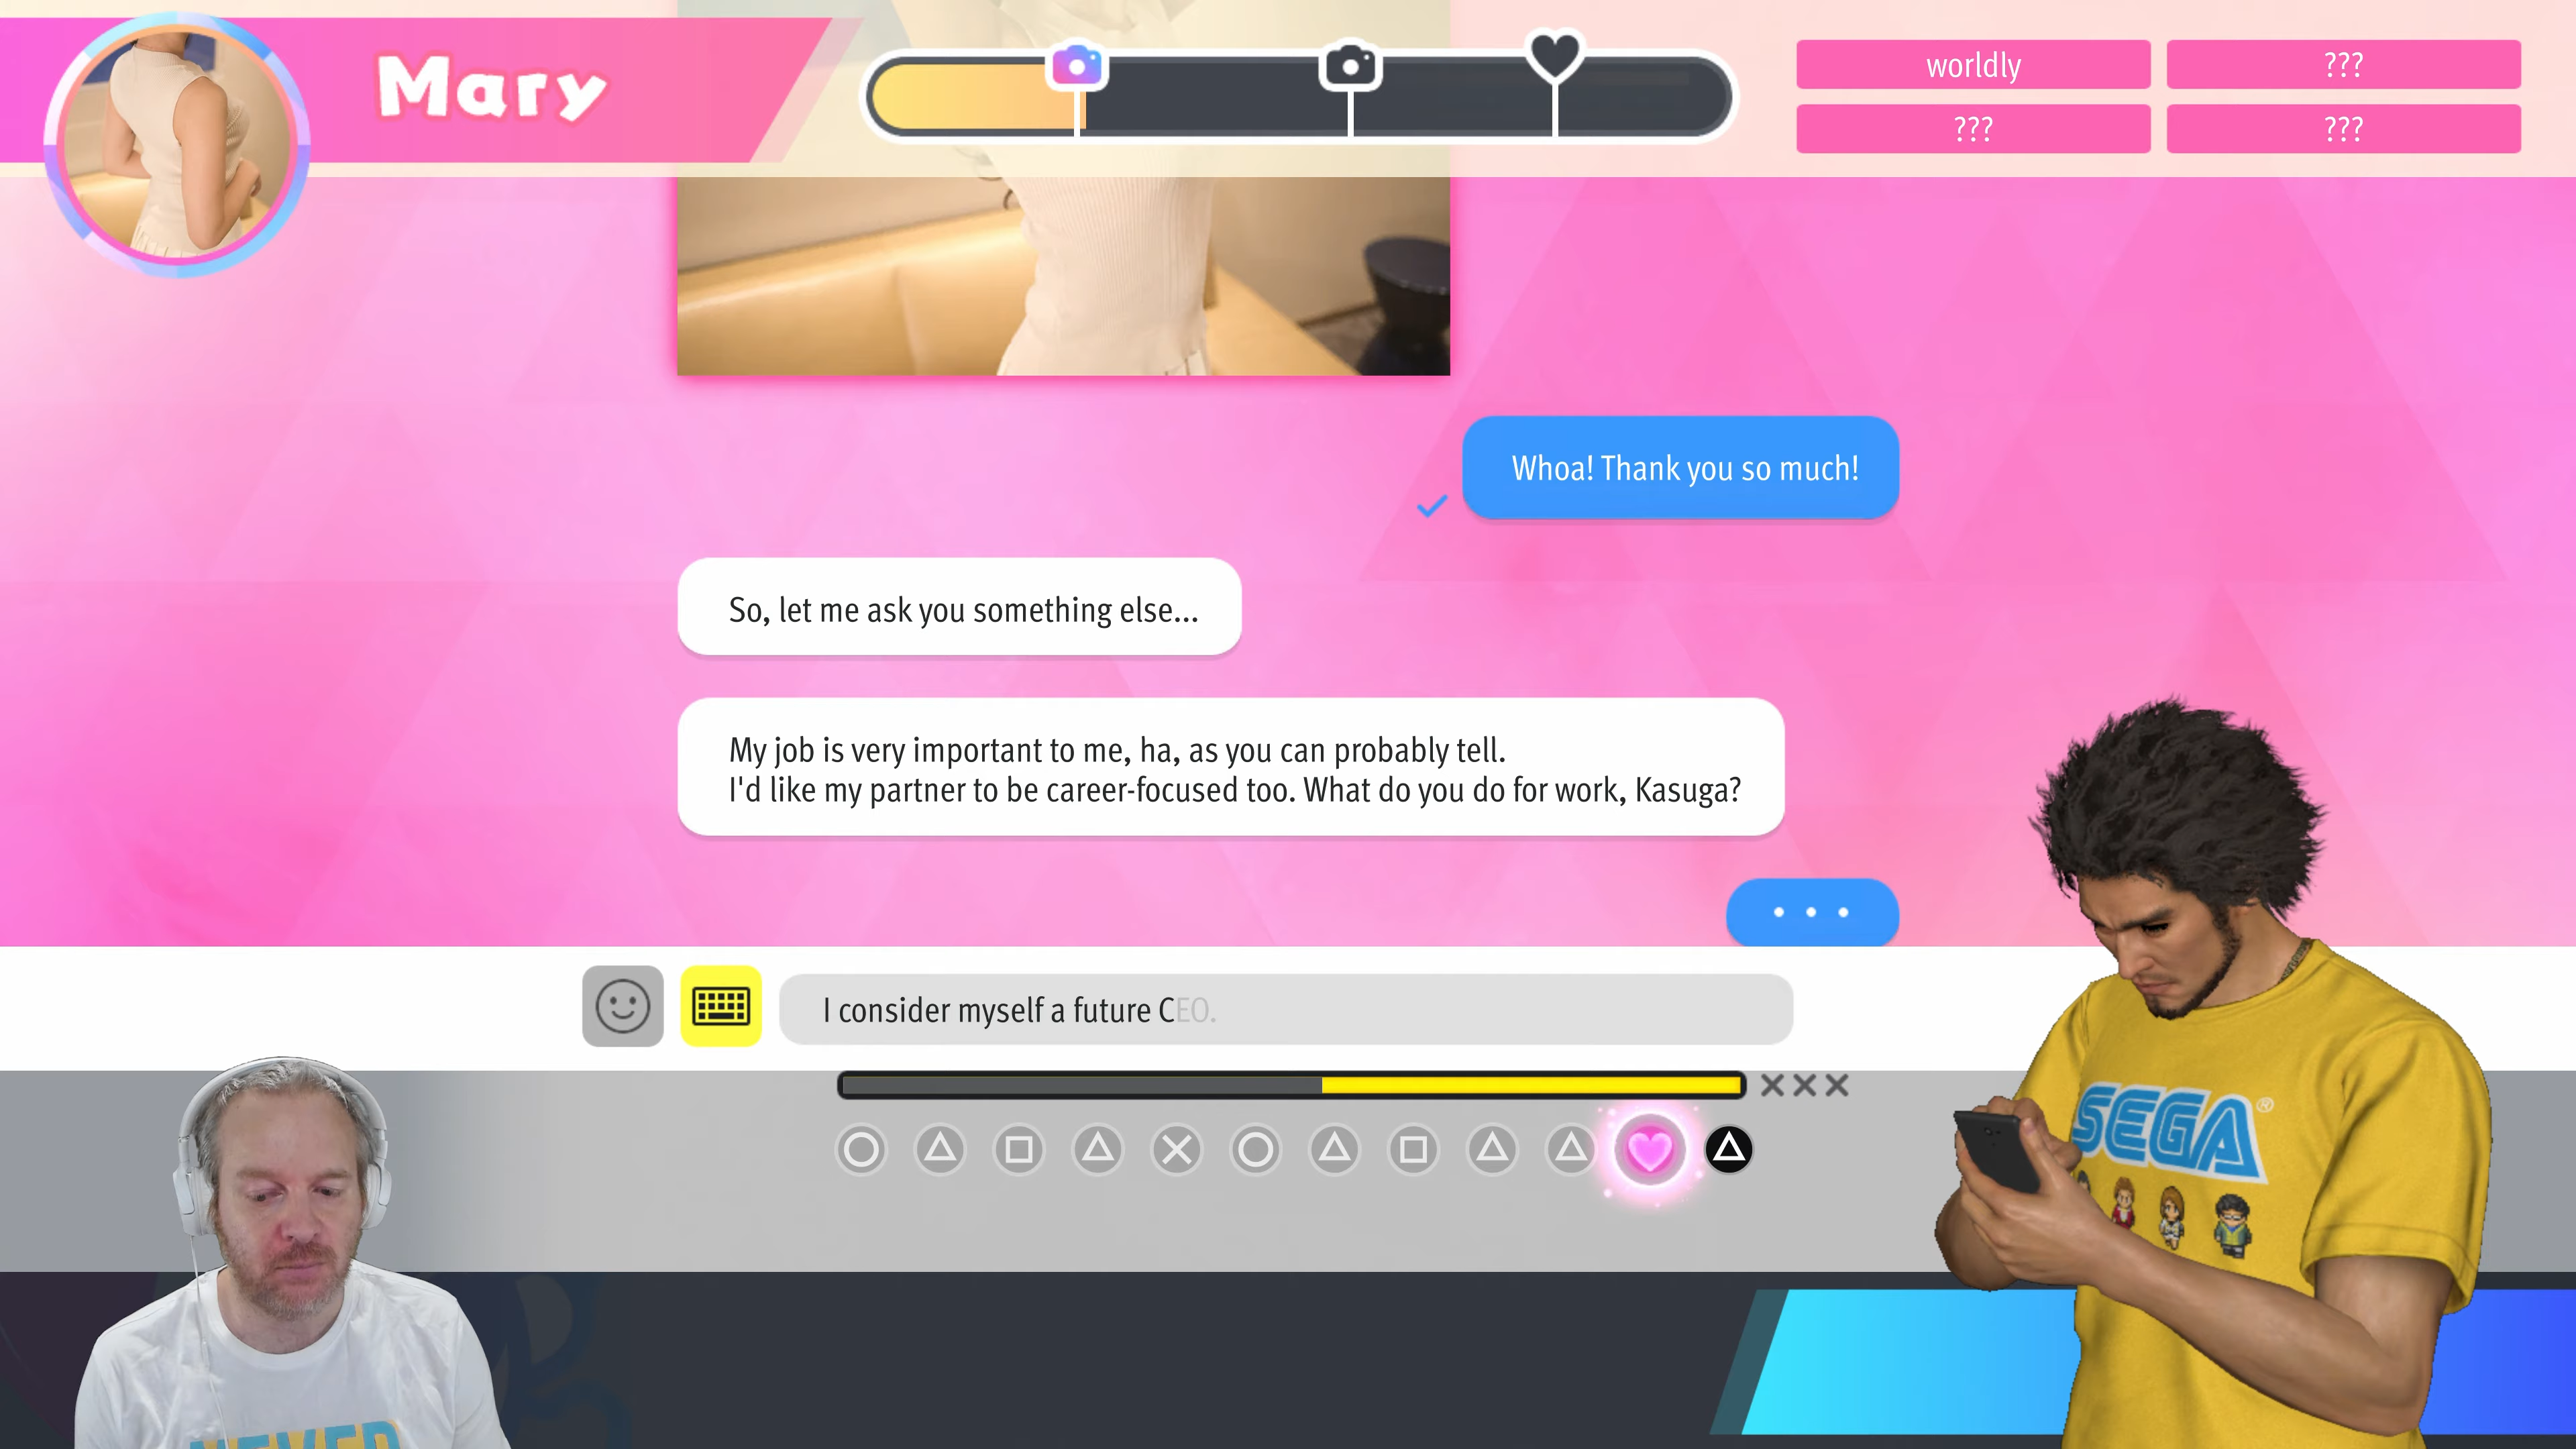 Mary
worldly
???
???
???
Whoa! Thank you so much!
So, let me ask you something else...
My job is very important to me, ha, as you can probably tell.
I'd like my partner to be career-focused too. What do you do for work, Kasuga?
I consider myself a future CEO.
SEGA®
NEVER